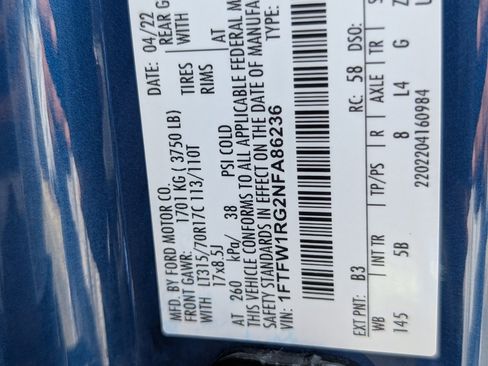 MFD. BY FORD MOTOR CO.
DATE: 04/22
FRONT GAWR: 1701 KG ( 3750 LB)
REAR G
WITH LT315/70R17C 113/110T TIRES WITH
17x8.5J RIMS
AT 260 kPa/ 38 PSI COLD AT
THIS VEHICLE CONFORMS TO ALL APPLICABLE FEDERAL M
SAFETY STANDARDS IN EFFECT ON THE DATE OF MANUFA
VIN: 1FTFW1RG2NFA86236 TYPE:
EXT PNT: B3 RC: 58 DSO:
WB INT TR TP/PS R AXLE TR S
145 5B 8 L4 G Z
2202204160984